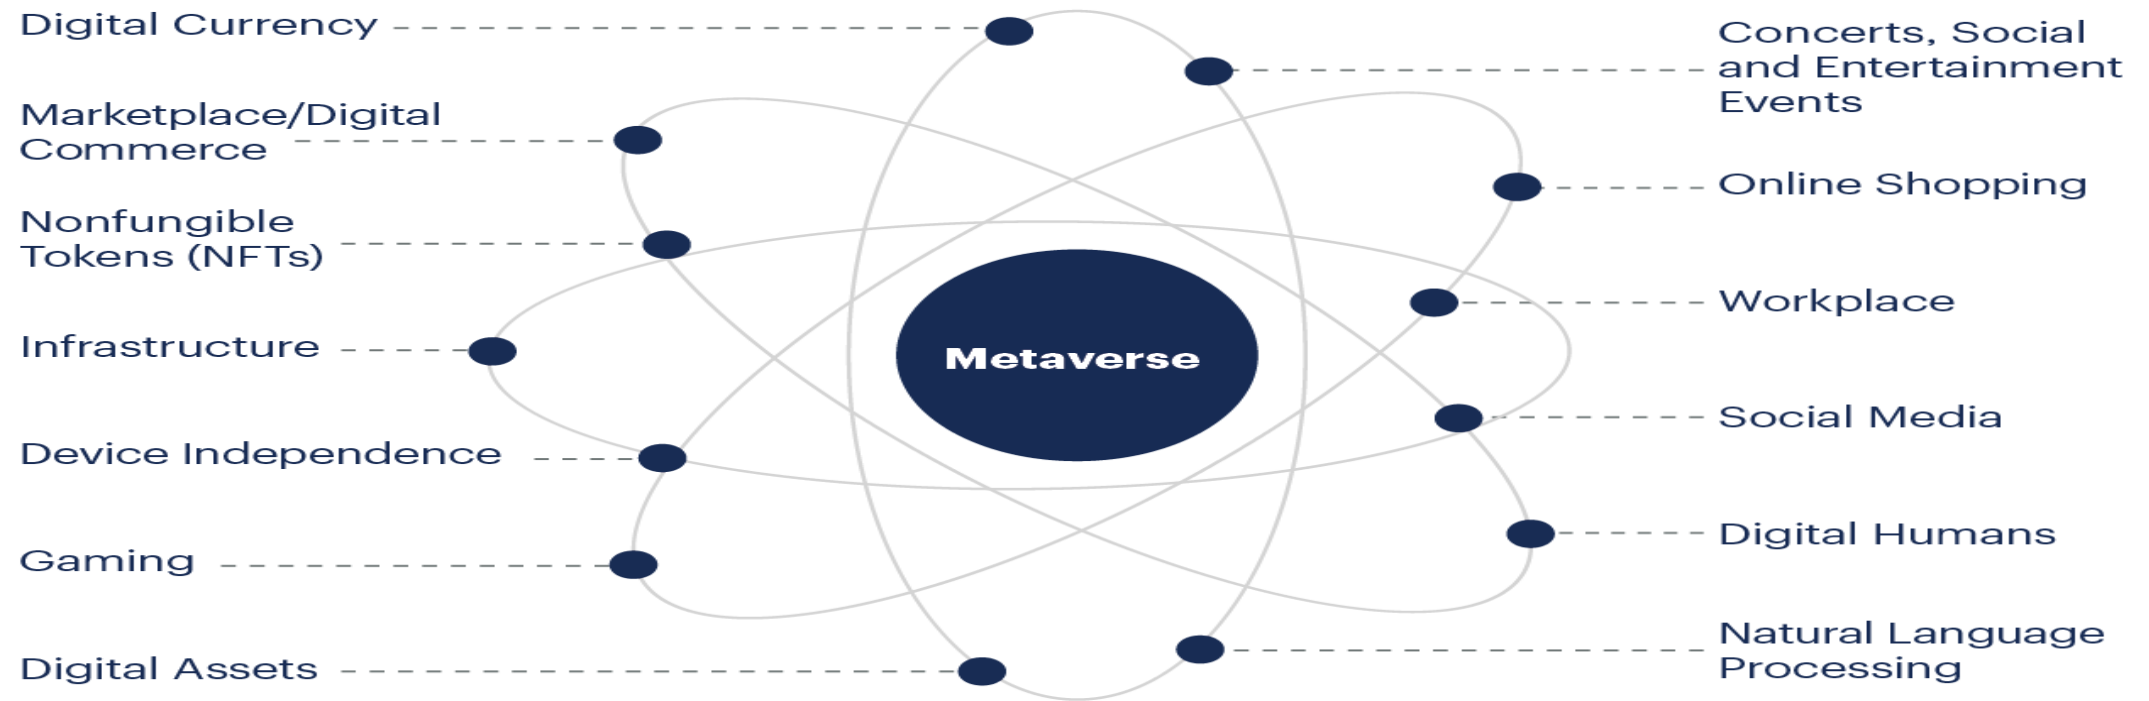 Digital Currency
Marketplace/Digital
Commerce
Nonfungible
Tokens (NFTs)
Infrastructure
Device Independence
Gaming
Digital Assets
Metaverse
Concerts, Social
and Entertainment
Events
Online Shopping
Workplace
Social Media
Digital Humans
Natural Language
Processing